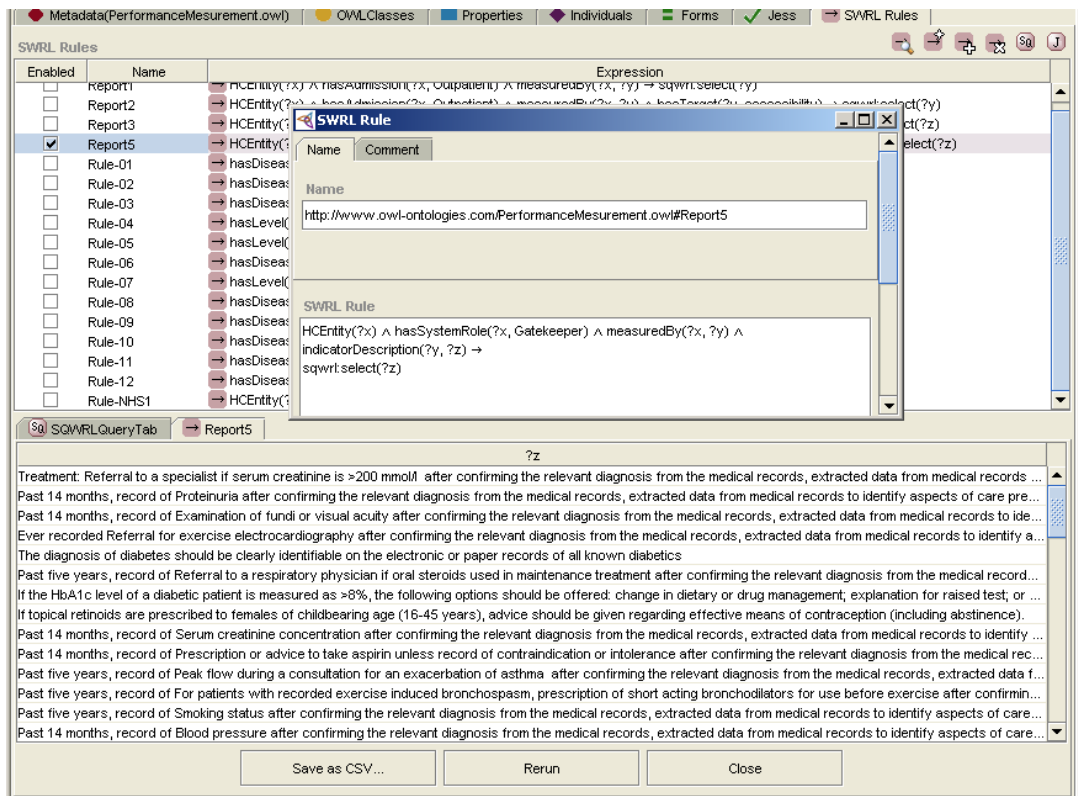 Metadata(PerformanceMesurement.owl) OWLClasses Properties Individuals Forms Jess SWRL Rules
SWRL Rules
Enabled Name Expression
Report1 HCEntity(?x) ∧ hasAdmission(?x, Outpatient) ∧ measuredBy(?x, ?y) → sqwrl:select(?y)
Report2 → HCEntity(?x) ∧ hasAdmission(?x, Outpatient) ∧ measuredBy(?x, ?y) ∧ hasTarget(?y, accessibility) → sqwrl:select(?y)
Report3 → HCEntity(? ct(?z)
Report5 → HCEntity(? elect(?z)
Rule-01 → hasDiseas
Rule-02 → hasDiseas
Rule-03 → hasDiseas
Rule-04 → hasLevel(
Rule-05 → hasLevel(
Rule-06 → hasDiseas
Rule-07 → hasLevel(
Rule-08 → hasDiseas
Rule-09 → hasDiseas
Rule-10 → hasDiseas
Rule-11 → hasDiseas
Rule-12 → hasDiseas
Rule-NHS1 → HCEntity(?
SWRL Rule
Name Comment
Name
http://www.owl-ontologies.com/PerformanceMesurement.owl#Report5
SWRL Rule
HCEntity(?x) ∧ hasSystemRole(?x, Gatekeeper) ∧ measuredBy(?x, ?y) ∧
indicatorDescription(?y, ?z) →
sqwrl:select(?z)
SQWRLQueryTab → Report5
?z
Treatment: Referral to a specialist if serum creatinine is >200 mmol/l after confirming the relevant diagnosis from the medical records, extracted data from medical records ...
Past 14 months, record of Proteinuria after confirming the relevant diagnosis from the medical records, extracted data from medical records to identify aspects of care pre...
Past 14 months, record of Examination of fundi or visual acuity after confirming the relevant diagnosis from the medical records, extracted data from medical records to ide...
Ever recorded Referral for exercise electrocardiography after confirming the relevant diagnosis from the medical records, extracted data from medical records to identify a...
The diagnosis of diabetes should be clearly identifiable on the electronic or paper records of all known diabetics
Past five years, record of Referral to a respiratory physician if oral steroids used in maintenance treatment after confirming the relevant diagnosis from the medical record...
If the HbA1c level of a diabetic patient is measured as >8%, the following options should be offered: change in dietary or drug management; explanation for raised test; or ...
If topical retinoids are prescribed to females of childbearing age (16-45 years), advice should be given regarding effective means of contraception (including abstinence).
Past 14 months, record of Serum creatinine concentration after confirming the relevant diagnosis from the medical records, extracted data from medical records to identify ...
Past 14 months, record of Prescription or advice to take aspirin unless record of contraindication or intolerance after confirming the relevant diagnosis from the medical rec...
Past five years, record of Peak flow during a consultation for an exacerbation of asthma after confirming the relevant diagnosis from the medical records, extracted data f...
Past five years, record of For patients with recorded exercise induced bronchospasm, prescription of short acting bronchodilators for use before exercise after confirmin...
Past five years, record of Smoking status after confirming the relevant diagnosis from the medical records, extracted data from medical records to identify aspects of care...
Past 14 months, record of Blood pressure after confirming the relevant diagnosis from the medical records, extracted data from medical records to identify aspects of care...
Save as CSV... Rerun Close